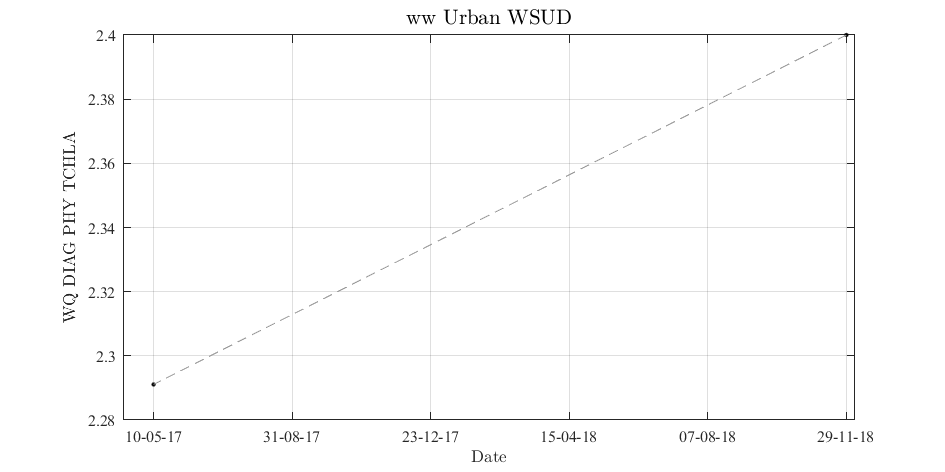 ww Urban WSUD
WQ DIAG PHY TCHLA
2.4
2.38
2.36
2.34
2.32
2.3
2.28
10-05-17 31-08-17 23-12-17 15-04-18 07-08-18 29-11-18
Date